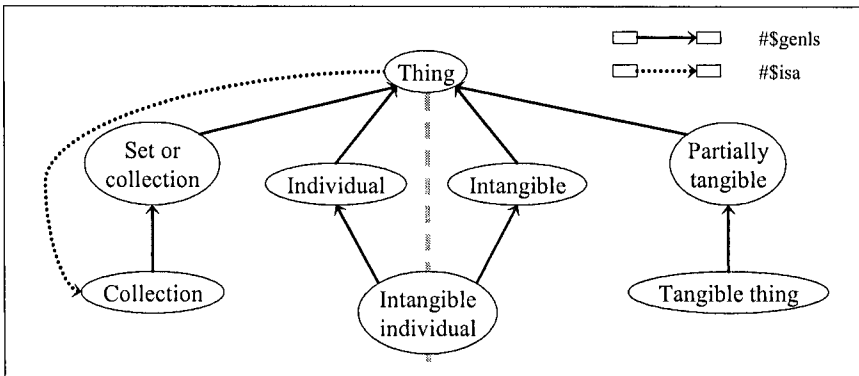 #$genls
Thing
#$isa
Set or
collection
Individual
Intangible
Partially
tangible
Collection
Intangible
individual
Tangible thing